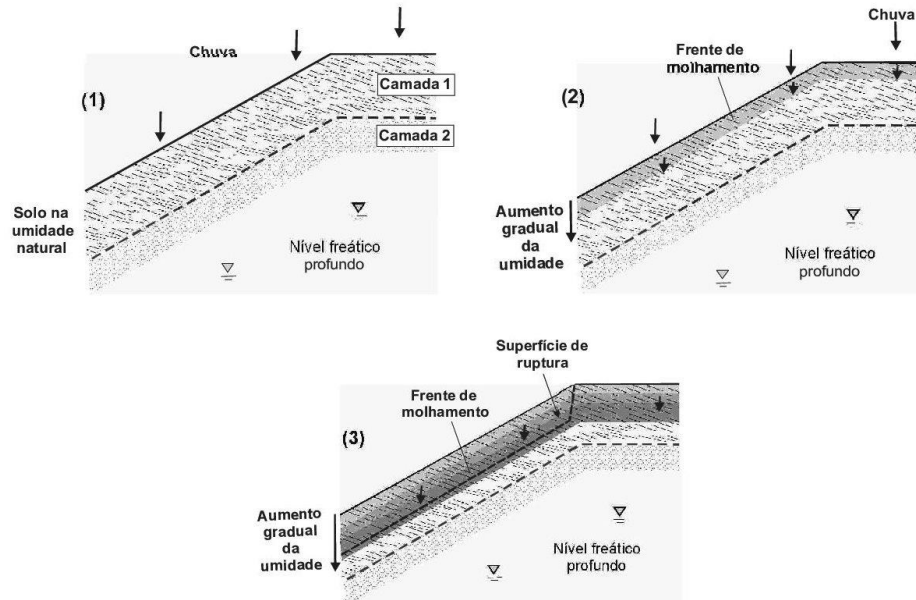 Chuva
(1)
Camada 1
Camada 2
Solo na
umidade
natural
Nível freático
profundo
Chuva
Frente de
molhamento
(2)
Aumento
gradual
da
umidade
Nível freático
profundo
Superfície de
ruptura
Frente de
molhamento
(3)
Aumento
gradual
da
umidade
Nível freático
profundo